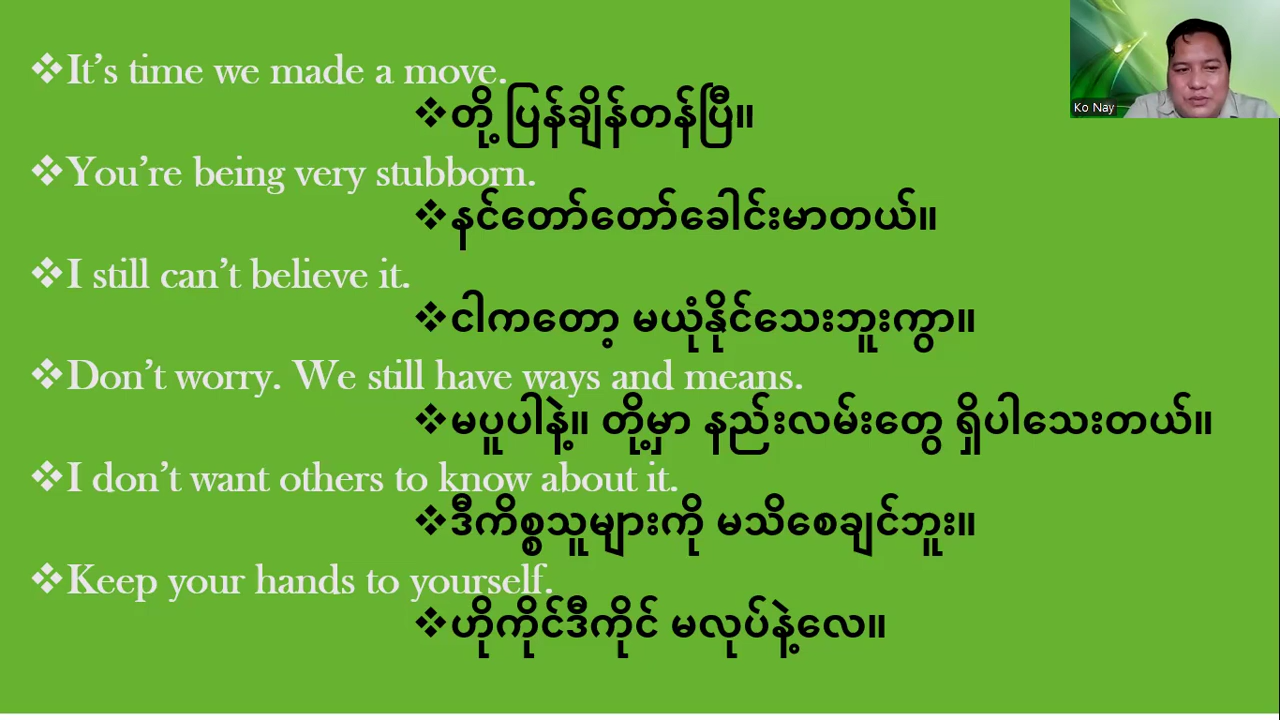 ❖It’s time we made a move.
Ko Nay
❖တို့ပြန်ချိန်တန်ပြီ။
❖You’re being very stubborn.
❖နင်တော်တော်ခေါင်းမာတယ်။
❖I still can’t believe it.
❖ငါကတော့ မယုံနိုင်သေးဘူးကွာ။
❖Don’t worry. We still have ways and means.
❖မပူပါနဲ့။ တို့မှာ နည်းလမ်းတွေ ရှိပါသေးတယ်။
❖I don’t want others to know about it.
❖ဒီကိစ္စသူများကို မသိစေချင်ဘူး။
❖Keep your hands to yourself.
❖ဟိုကိုင်ဒီကိုင် မလုပ်နဲ့လေ။